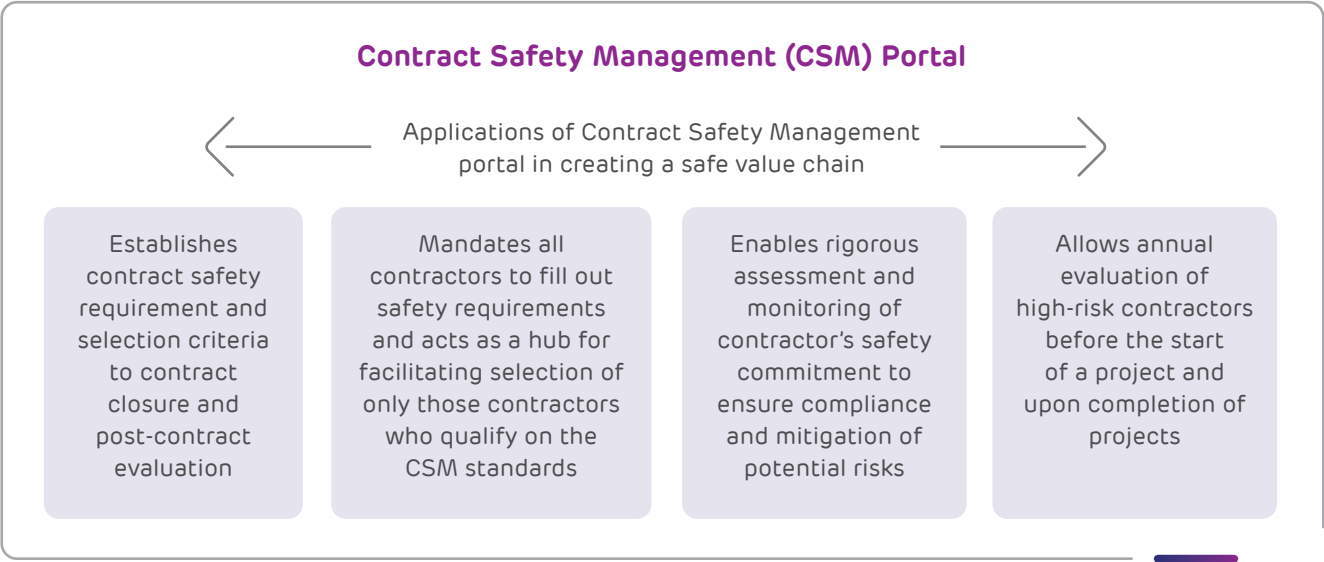 Contract Safety Management (CSM) Portal
Applications of Contract Safety Management
portal in creating a safe value chain
Establishes
contract safety
requirement and
selection criteria
to contract
closure and
post-contract
evaluation
Mandates all
contractors to fill out
safety requirements
and acts as a hub for
facilitating selection of
only those contractors
who qualify on the
CSM standards
Enables rigorous
assessment and
monitoring of
contractor's safety
commitment to
ensure compliance
and mitigation of
potential risks
Allows annual
evaluation of
high-risk contractors
before the start
of a project and
upon completion of
projects